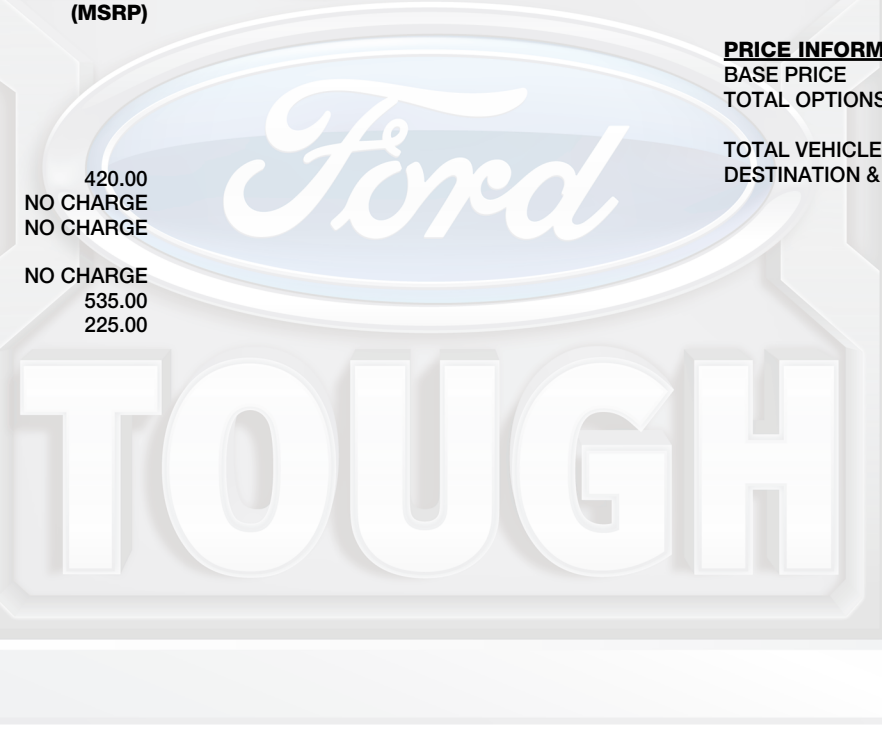 (MSRP)
420.00
NO CHARGE
NO CHARGE
NO CHARGE
535.00
225.00
PRICE INFORM
BASE PRICE
TOTAL OPTIONS
TOTAL VEHICLE
DESTINATION &
Ford
TOUGH